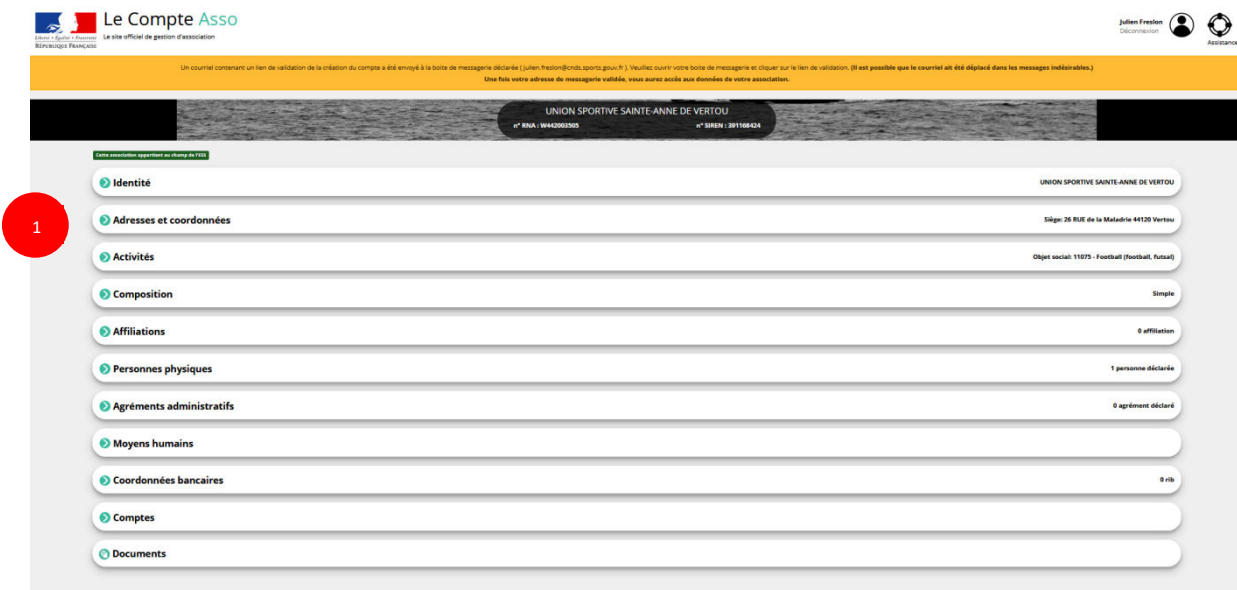 Le Compte Asso
Le site officiel de gestion d'association
Liberté • Égalité • Fraternité
RÉPUBLIQUE FRANÇAISE
Julien Freslon
Déconnexion
Assistance
Un courriel contenant un lien de validation de la création du compte a été envoyé à la boite de messagerie déclarée ( julien.freslon@cnds.sports.gouv.fr ). Veuillez ouvrir votre boite de messagerie et cliquer sur le lien de validation. (Il est possible que le courriel ait été déplacé dans les messages indésirables.)
Une fois votre adresse de messagerie validée, vous aurez accès aux données de votre association.
UNION SPORTIVE SAINTE-ANNE DE VERTOU
n° RNA : W442003505 n° SIREN : 391168424
Cette association appartient au champ de l'ESS
Identité UNION SPORTIVE SAINTE-ANNE DE VERTOU
1
Adresses et coordonnées Siège: 26 RUE de la Maladrie 44120 Vertou
Activités Objet social: 11075 - Football (football, futsal)
Composition Simple
Affiliations 0 affiliation
Personnes physiques 1 personne déclarée
Agréments administratifs 0 agrément déclaré
Moyens humains
Coordonnées bancaires 0 rib
Comptes
Documents